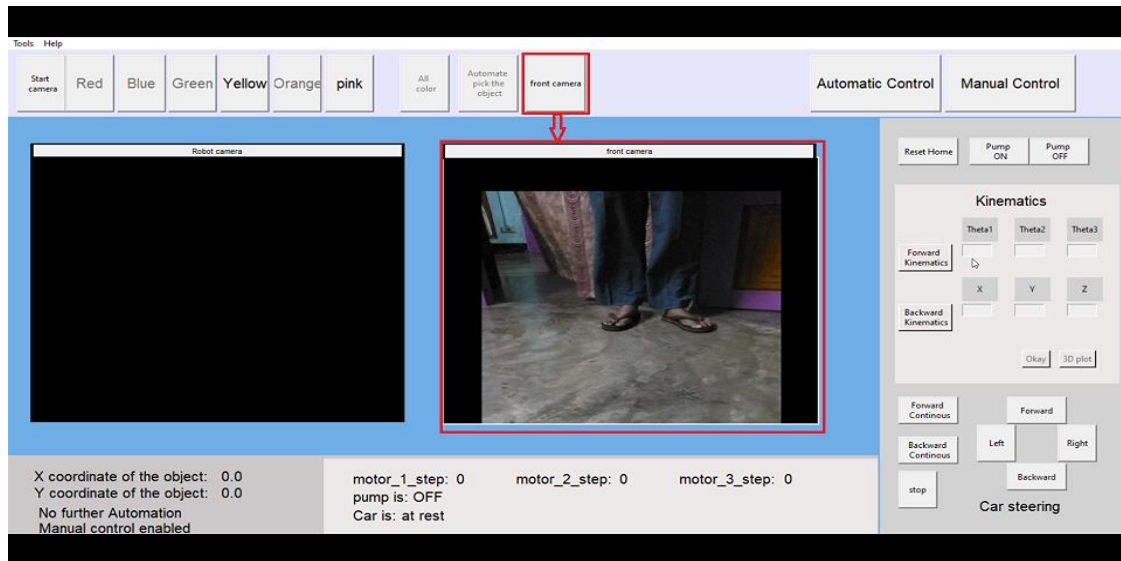 Tools Help
Start camera
Red
Blue
Green
Yellow
Orange
pink
All color
Automate pick the object
front camera
Automatic Control
Manual Control
Robot camera
front camera
Reset Home
Pump ON
Pump OFF
Kinematics
Theta1 Theta2 Theta3
Forward Kinematics
X Y Z
Backward Kinematics
Okay
3D plot
Forward Continous
Forward
Left
Right
Backward Continous
Backward
stop
Car steering
X coordinate of the object: 0.0
Y coordinate of the object: 0.0
No further Automation
Manual control enabled
motor_1_step: 0 motor_2_step: 0 motor_3_step: 0
pump is: OFF
Car is: at rest